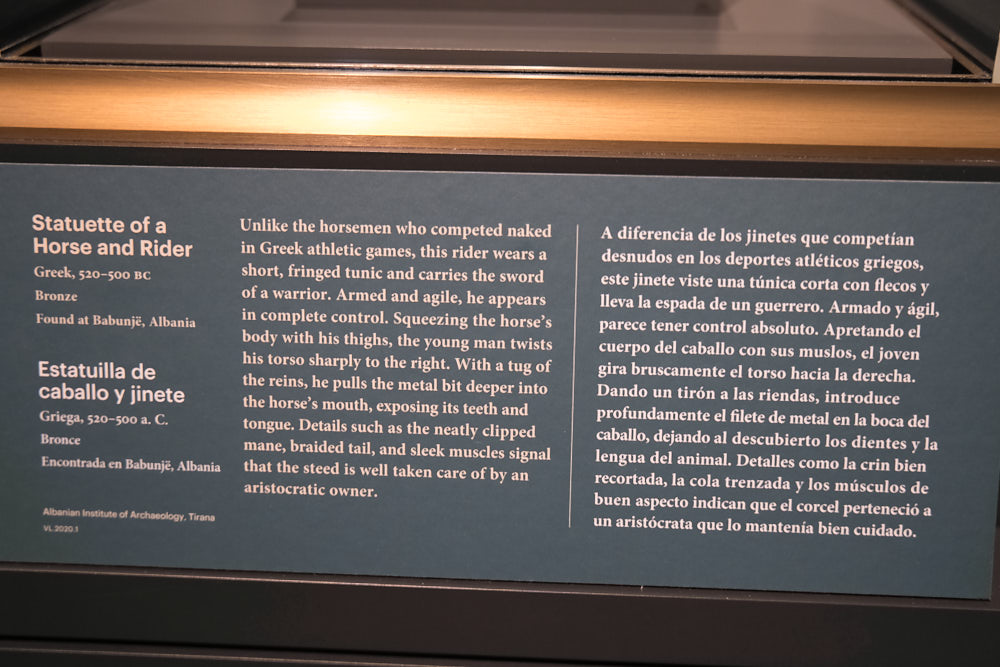 Statuette of a
Horse and Rider
Greek, 520–500 BC
Bronze
Found at Babunjë, Albania
Estatuilla de
caballo y jinete
Griega, 520–500 a. C.
Bronce
Encontrada en Babunjë, Albania
Albanian Institute of Archaeology, Tirana
VL.2020.1
Unlike the horsemen who competed naked
in Greek athletic games, this rider wears a
short, fringed tunic and carries the sword
of a warrior. Armed and agile, he appears
in complete control. Squeezing the horse’s
body with his thighs, the young man twists
his torso sharply to the right. With a tug of
the reins, he pulls the metal bit deeper into
the horse’s mouth, exposing its teeth and
tongue. Details such as the neatly clipped
mane, braided tail, and sleek muscles signal
that the steed is well taken care of by an
aristocratic owner.
A diferencia de los jinetes que competían
desnudos en los deportes atléticos griegos,
este jinete viste una túnica corta con flecos y
lleva la espada de un guerrero. Armado y ágil,
parece tener control absoluto. Apretando el
cuerpo del caballo con sus muslos, el joven
gira bruscamente el torso hacia la derecha.
Dando un tirón a las riendas, introduce
profundamente el filete de metal en la boca del
caballo, dejando al descubierto los dientes y la
lengua del animal. Detalles como la crin bien
recortada, la cola trenzada y los músculos de
buen aspecto indican que el corcel perteneció a
un aristócrata que lo mantenía bien cuidado.